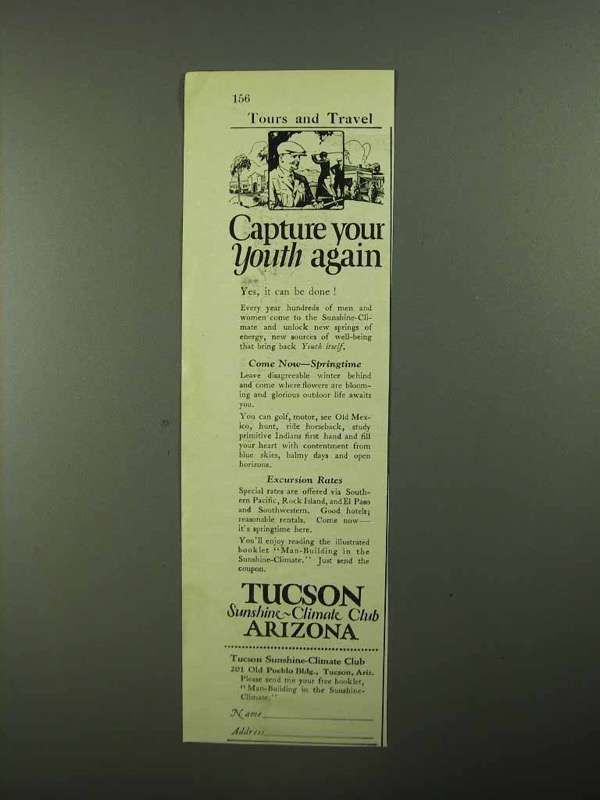 156
Tours and Travel
Capture your
Youth again
Yes, it can be done!
Every year hundreds of men and
women come to the Sunshine-Cli-
mate and unlock new springs of
energy, new sources of well-being
that bring back Youth itself.
Come Now—Springtime
Leave disagreeable winter behind
and come where flowers are bloom-
ing and glorious outdoor life awaits
you.
You can golf, motor, see Old Mex-
ico, hunt, ride horseback, study
primitive Indians first hand and fill
your heart with contentment from
blue skies, balmy days and open
horizons.
Excursion Rates
Special rates are offered via South-
ern Pacific, Rock Island, and El Paso
and Southwestern. Good hotels;
reasonable rentals. Come now—
it's springtime here.
You'll enjoy reading the illustrated
booklet "Man-Building in the
Sunshine-Climate." Just send the
coupon.
TUCSON
Sunshine~Climate Club
ARIZONA
Tucson Sunshine-Climate Club
201 Old Pueblo Bldg., Tucson, Ariz.
Please send me your free booklet,
"Man-Building in the Sunshine-
Climate."
Name
Address